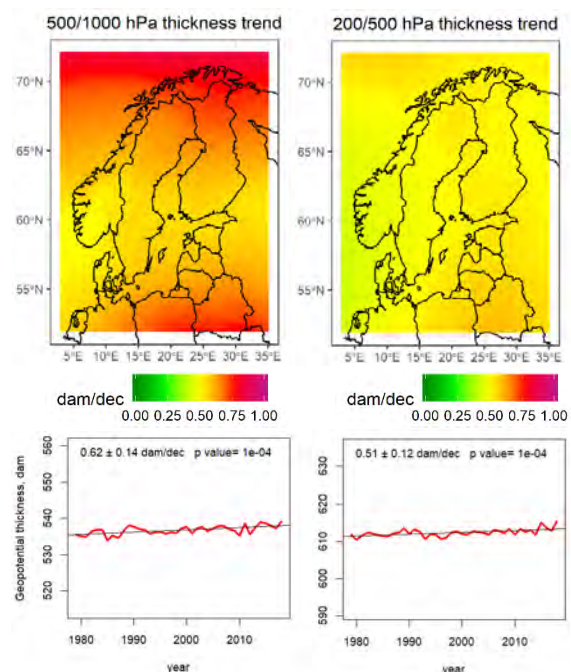 500/1000 hPa thickness trend
200/500 hPa thickness trend
70°N
65°N
60°N
55°N
5°E 10°E 15°E 20°E 25°E 30°E 35°E
70°N
65°N
60°N
55°N
5°E 10°E 15°E 20°E 25°E 30°E 35°E
dam/dec
0.00 0.25 0.50 0.75 1.00
dam/dec
0.00 0.25 0.50 0.75 1.00
Geopotential thickness, dam
560
550
540
530
520
0.62 ± 0.14 dam/dec p value= 1e-04
1980 1990 2000 2010
year
630
620
610
600
590
0.51 ± 0.12 dam/dec p value= 1e-04
1980 1990 2000 2010
year